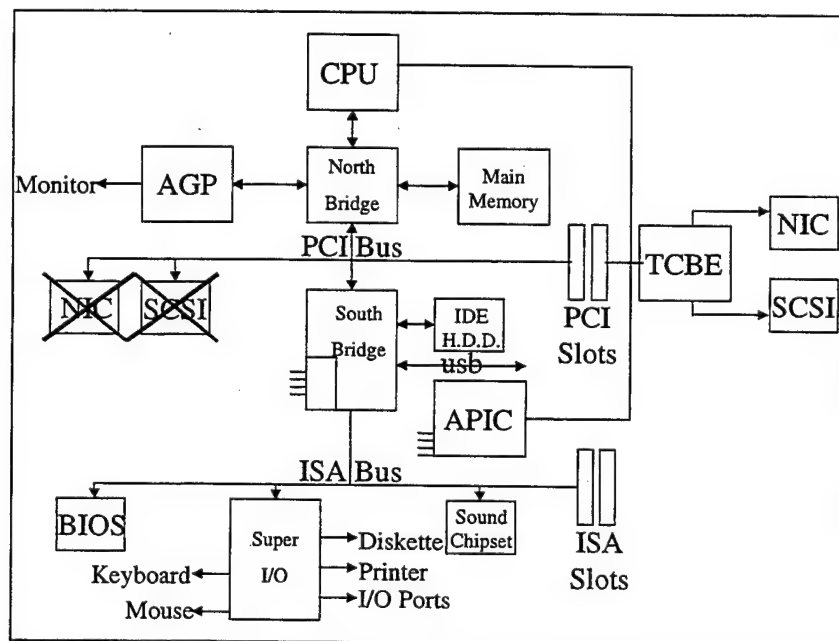 CPU
North
Bridge
Main
Memory
Monitor
AGP
NIC
TCBE
PCI Bus
NIC
SCSI
SCSI
PCI
Slots
South
Bridge
IDE
H.D.D.
usb
APIC
ISA Bus
BIOS
Super
I/O
Sound
Chipset
ISA
Slots
Diskette
Printer
I/O Ports
Keyboard
Mouse